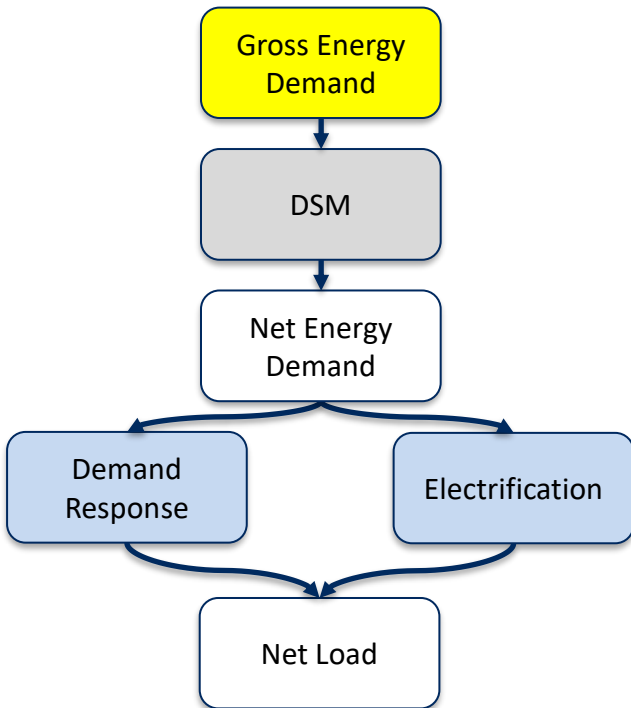 Gross Energy
Demand
DSM
Net Energy
Demand
Demand
Response
Electrification
Net Load